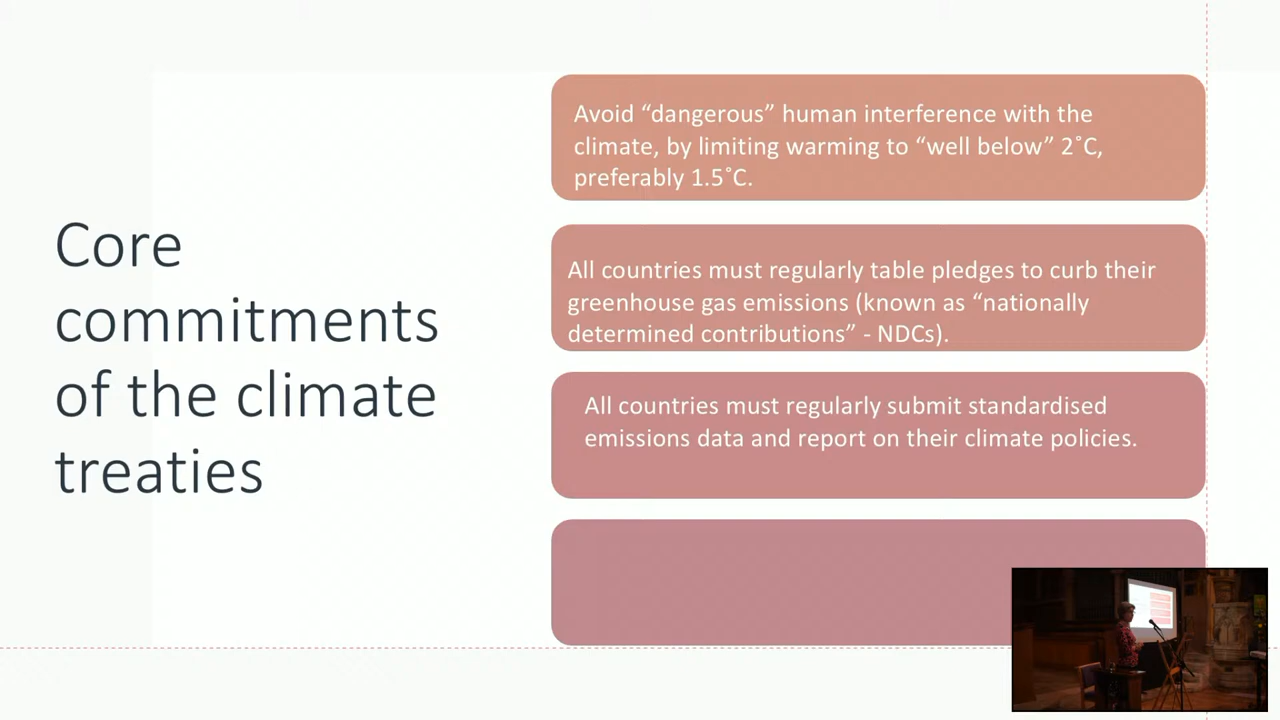 Core
commitments
of the climate
treaties
Avoid “dangerous” human interference with the
climate, by limiting warming to “well below” 2˚C,
preferably 1.5˚C.
All countries must regularly table pledges to curb their
greenhouse gas emissions (known as “nationally
determined contributions” - NDCs).
All countries must regularly submit standardised
emissions data and report on their climate policies.